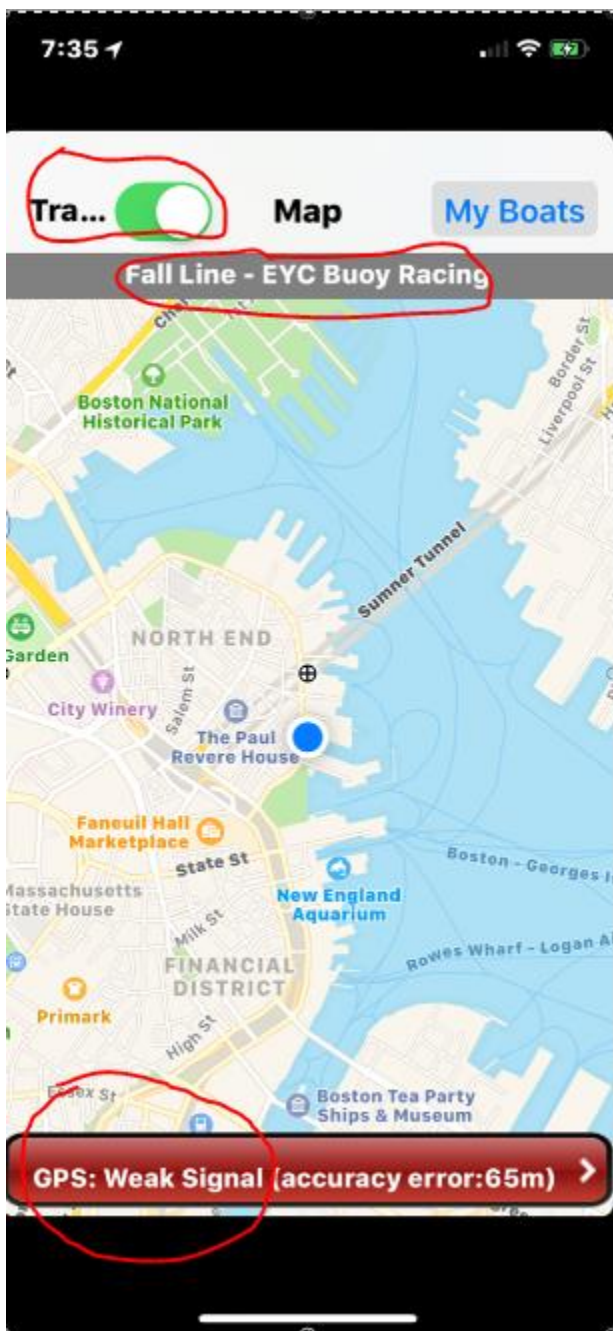 7:35
Tra... Map My Boats
Fall Line - EYC Buoy Racing
Border St
Liverpool St
Boston National
Historical Park
Sumner Tunnel
NORTH END
Garden
City Winery
Salem St
The Paul
Revere House
Faneuil Hall
Marketplace
State St
Boston - Georges I
Massachusetts
State House
New England
Aquarium
Milk St
Rowes Wharf - Logan Ai
FINANCIAL
DISTRICT
Primark
High St
Essex St
Boston Tea Party
Ships & Museum
GPS: Weak Signal (accuracy error:65m)